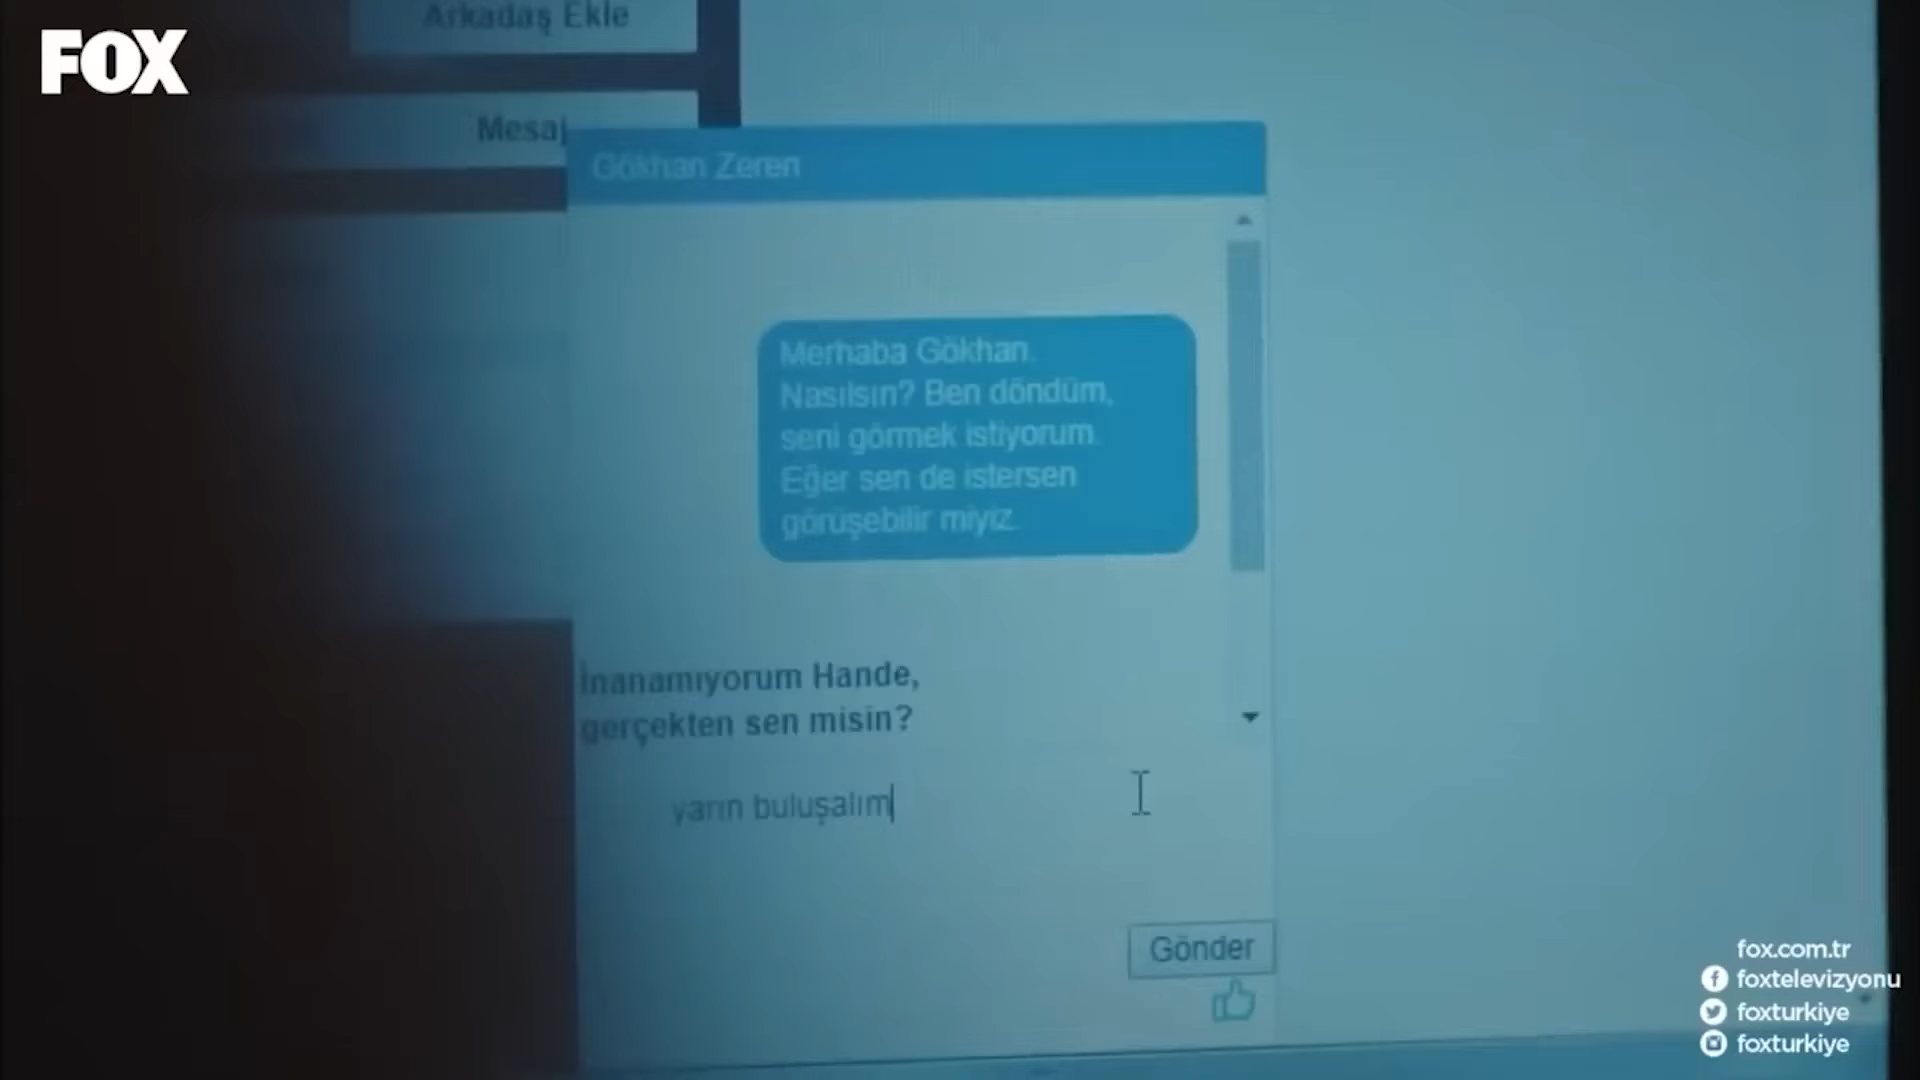 FOX
Arkadaş Ekle
Mesaj
Gökhan Zeren
Merhaba Gökhan.
Nasılsın? Ben döndüm,
seni görmek istiyorum.
Eğer sen de istersen
görüşebilir miyiz.
İnanamıyorum Hande,
gerçekten sen misin?
yarın buluşalım
Gönder
fox.com.tr
foxtelevizyonu
foxturkiye
foxturkiye